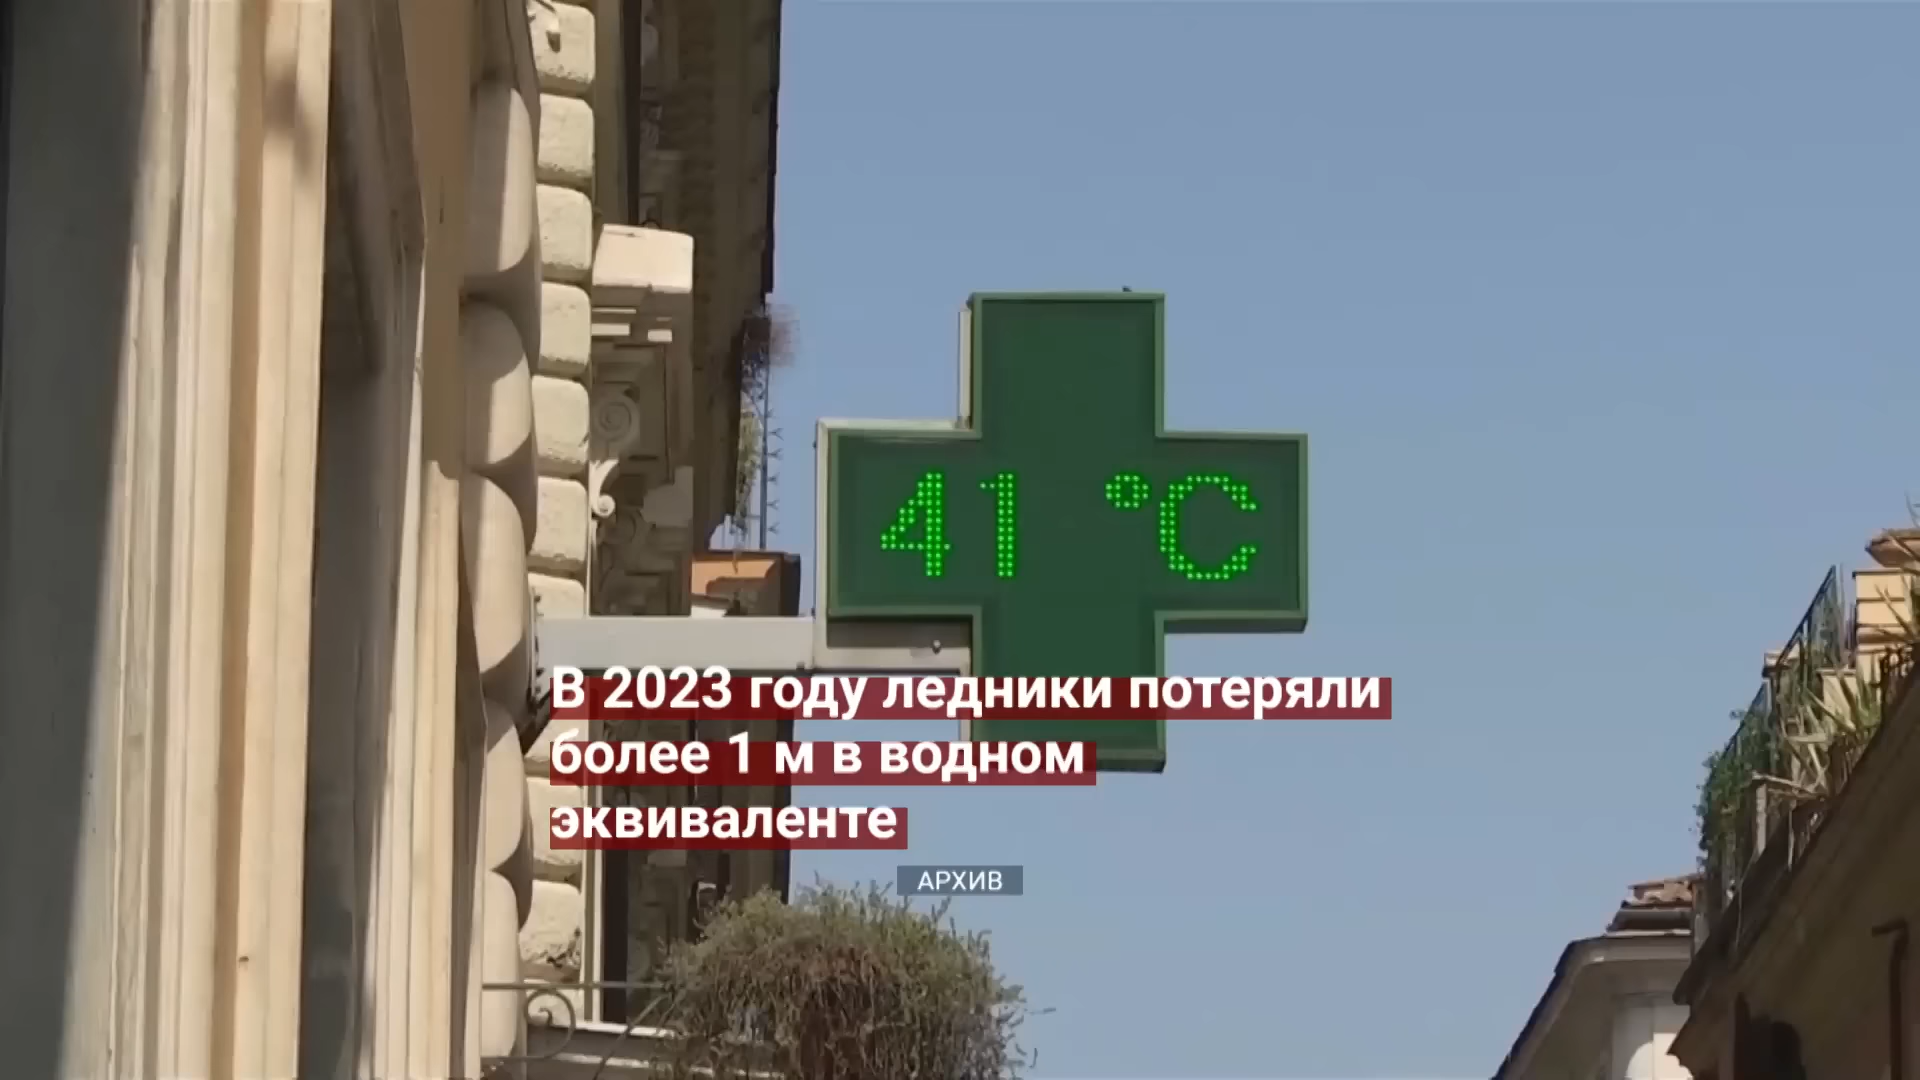 41 °C
В 2023 году ледники потеряли
более 1 м в водном
эквиваленте
АРХИВ